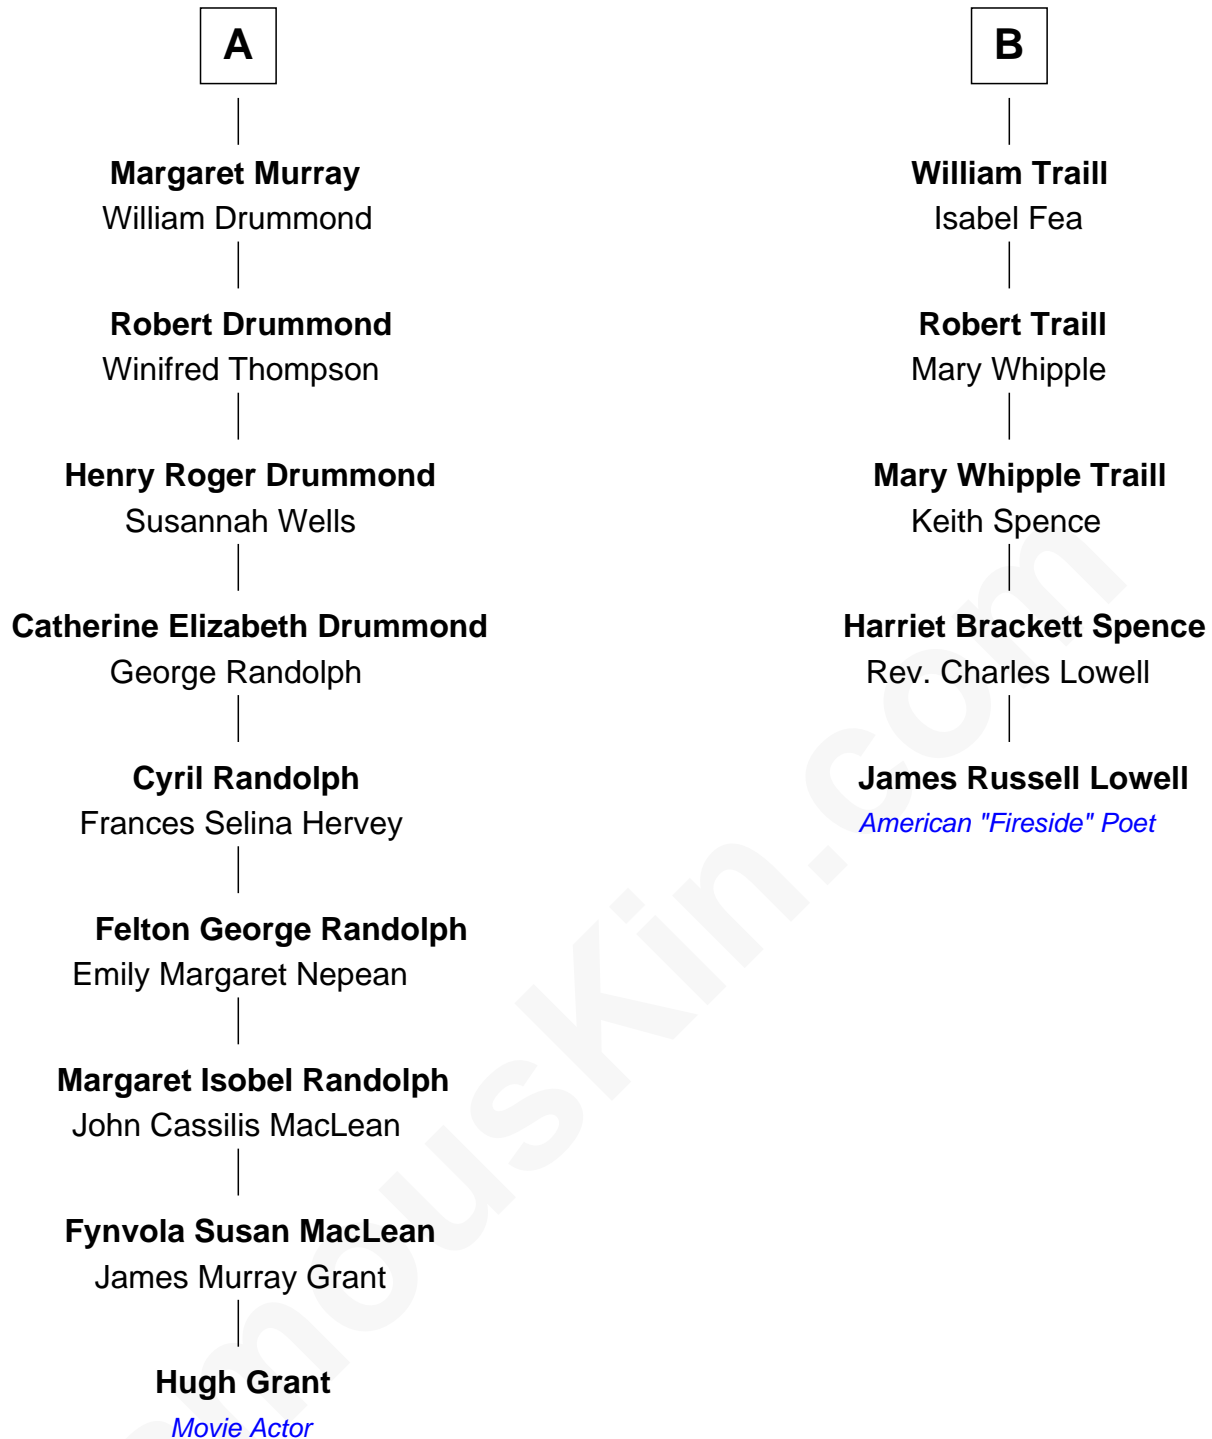 A
Margaret Murray
William Drummond
Robert Drummond
Winifred Thompson
Henry Roger Drummond
Susannah Wells
Catherine Elizabeth Drummond
George Randolph
Cyril Randolph
Frances Selina Hervey
Felton George Randolph
Emily Margaret Nepean
Margaret Isobel Randolph
John Cassilis MacLean
Fynvola Susan MacLean
James Murray Grant
Hugh Grant
Movie Actor
B
William Traill
Isabel Fea
Robert Traill
Mary Whipple
Mary Whipple Traill
Keith Spence
Harriet Brackett Spence
Rev. Charles Lowell
James Russell Lowell
American "Fireside" Poet
mouskin.com